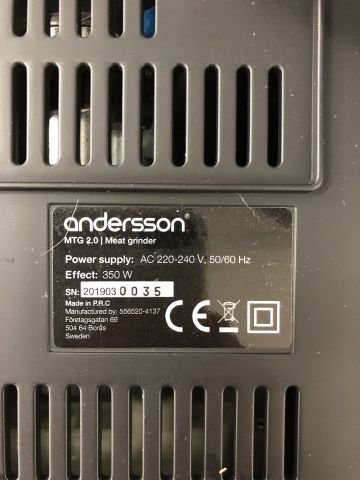 andersson®
MTG 2.0 | Meat grinder
Power supply: AC 220-240 V, 50/60 Hz
Effect: 350 W
SN: 201903 0035
Made in P.R.C
Manufactured by: 556520-4137
Företagsgatan 69
504 64 Borås
Sweden
CE